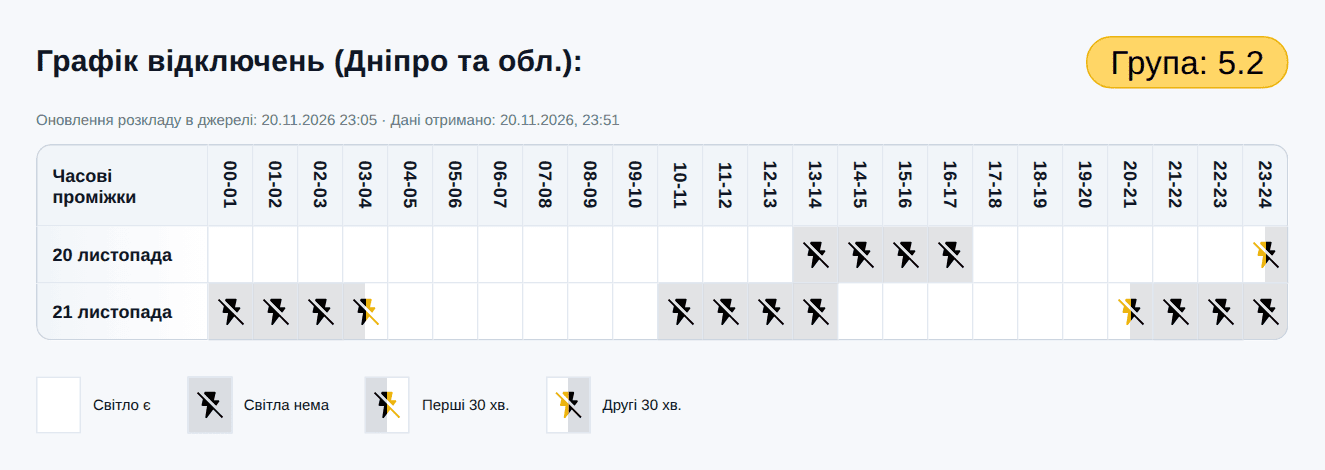 Графік відключень (Дніпро та обл.):
Група: 5.2
Оновлення розкладу в джерелі: 20.11.2026 23:05 · Дані отримано: 20.11.2026, 23:51
Часові
проміжки
00-01
01-02
02-03
03-04
04-05
05-06
06-07
07-08
08-09
09-10
10-11
11-12
12-13
13-14
14-15
15-16
16-17
17-18
18-19
19-20
20-21
21-22
22-23
23-24
20 листопада
21 листопада
Світло є
Світла нема
Перші 30 хв.
Другі 30 хв.